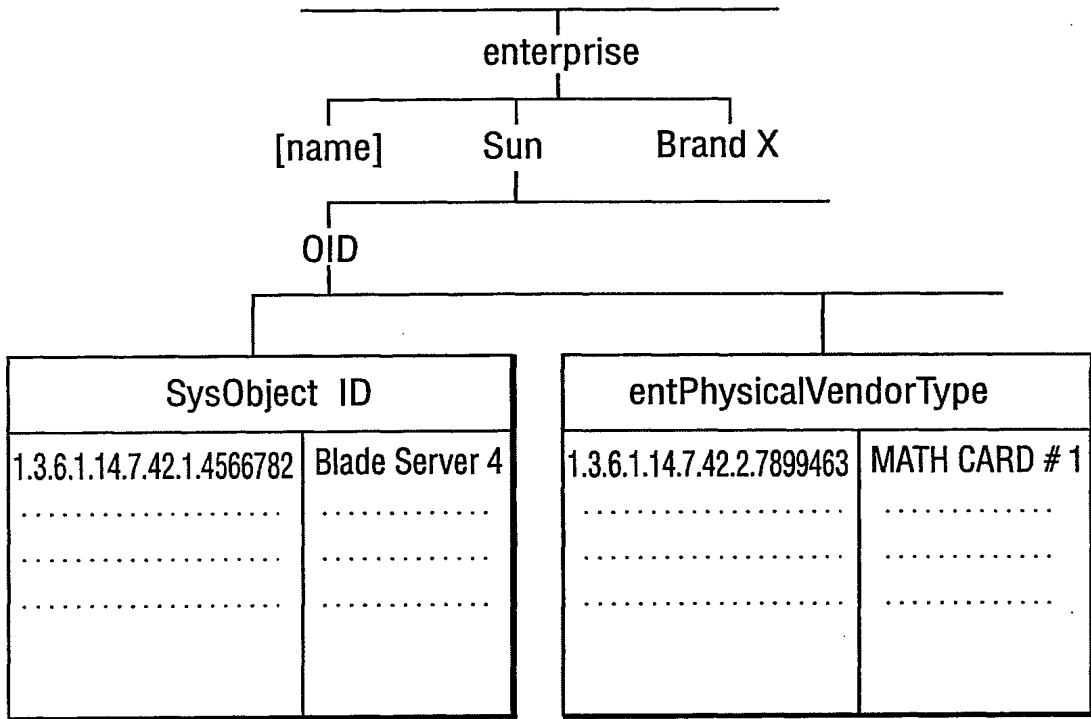 enterprise
[name] Sun Brand X
OID
SysObject ID
1.3.6.1.14.7.42.1.4566782 Blade Server 4
entPhysicalVendorType
1.3.6.1.14.7.42.2.7899463 MATH CARD # 1